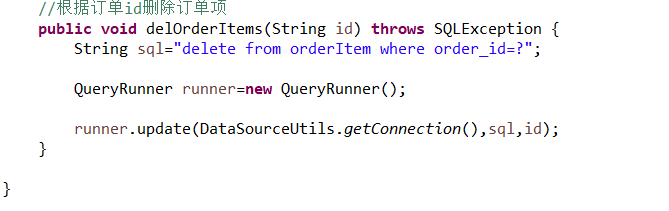 //根据订单id删除订单项
public void delOrderItems(String id) throws SQLException {
String sql="delete from orderItem where order_id=?";
QueryRunner runner=new QueryRunner();
runner.update(DataSourceUtils.getConnection(),sql,id);
}
}